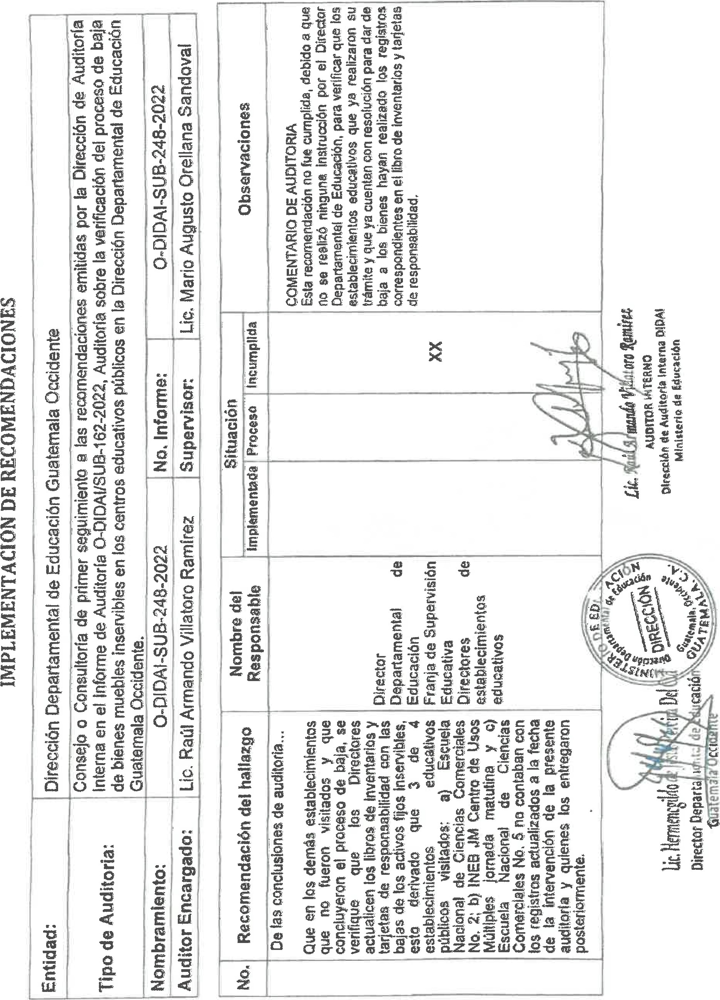 IMPLEMENTACION DE RECOMENDACIONES
Entidad:
Dirección Departamental de Educación Guatemala Occidente
Tipo de Auditoria:
Consejo o Consultoría de primer seguimiento a las recomendaciones emitidas por la Dirección de Auditoría
Interna en el Informe de Auditoría O-DIDAI/SUB-162-2022, Auditoria sobre la verificación del proceso de baja
de bienes muebles inservibles en los centros educativos públicos en la Dirección Departamental de Educación
Guatemala Occidente.
Nombramiento:
O-DIDAI-SUB-248-2022
No. Informe:
O-DIDAI-SUB-248-2022
Auditor Encargado:
Lic. Raúl Armando Villatoro Ramírez
Supervisor:
Lic. Mario Augusto Orellana Sandoval
No.
Recomendación del hallazgo
Nombre del
Responsable
Situación
Implementada
Proceso
Incumplida
Observaciones
De las conclusiones de auditoria...
Que en los demás establecimientos
que no fueron visitados y que
concluyeron el proceso de baja, se
verifique que los Directores
actualicen los libros de Inventarios y
tarjetas de responsabilidad con las
bajas de los activos fijos inservibles,
esto derivado que 3 de 4
establecimientos educativos
públicos visitados: a) Escuela
Nacional de Ciencias Comerciales
No. 2; b) INEB JM Centro de Usos
Múltiples jornada matutina y c)
Escuela Nacional de Ciencias
Comerciales No. 5 no contaban con
los registros actualizados a la fecha
de la intervención de la presente
auditoría y quienes los entregaron
posteriormente.
Director
Departamental de
Educación
Franja de Supervisión
Educativa
Directores de
establecimientos
educativos
XX
COMENTARIO DE AUDITORIA
Esta recomendación no fue cumplida, debido a que
no se realizó ninguna instrucción por el Director
Departamental de Educación, para verificar que los
establecimientos educativos que ya realizaron su
trámite y que ya cuentan con resolución para dar de
baja a los bienes hayan realizado los registros
correspondientes en el libro de inventarios y tarjetas
de responsabilidad.
Lic. Hermenegildo
Director Departamental de Educación
Guatemala Occidente
DIRECCIÓN
Dirección Departamental de Educación
Guatemala, Occidente
GUATEMALA, C.A.
Lic. Raúl Armando Villatoro Ramírez
AUDITOR INTERNO
Dirección de Auditoría Interna DIDAI
Ministerio de Educación